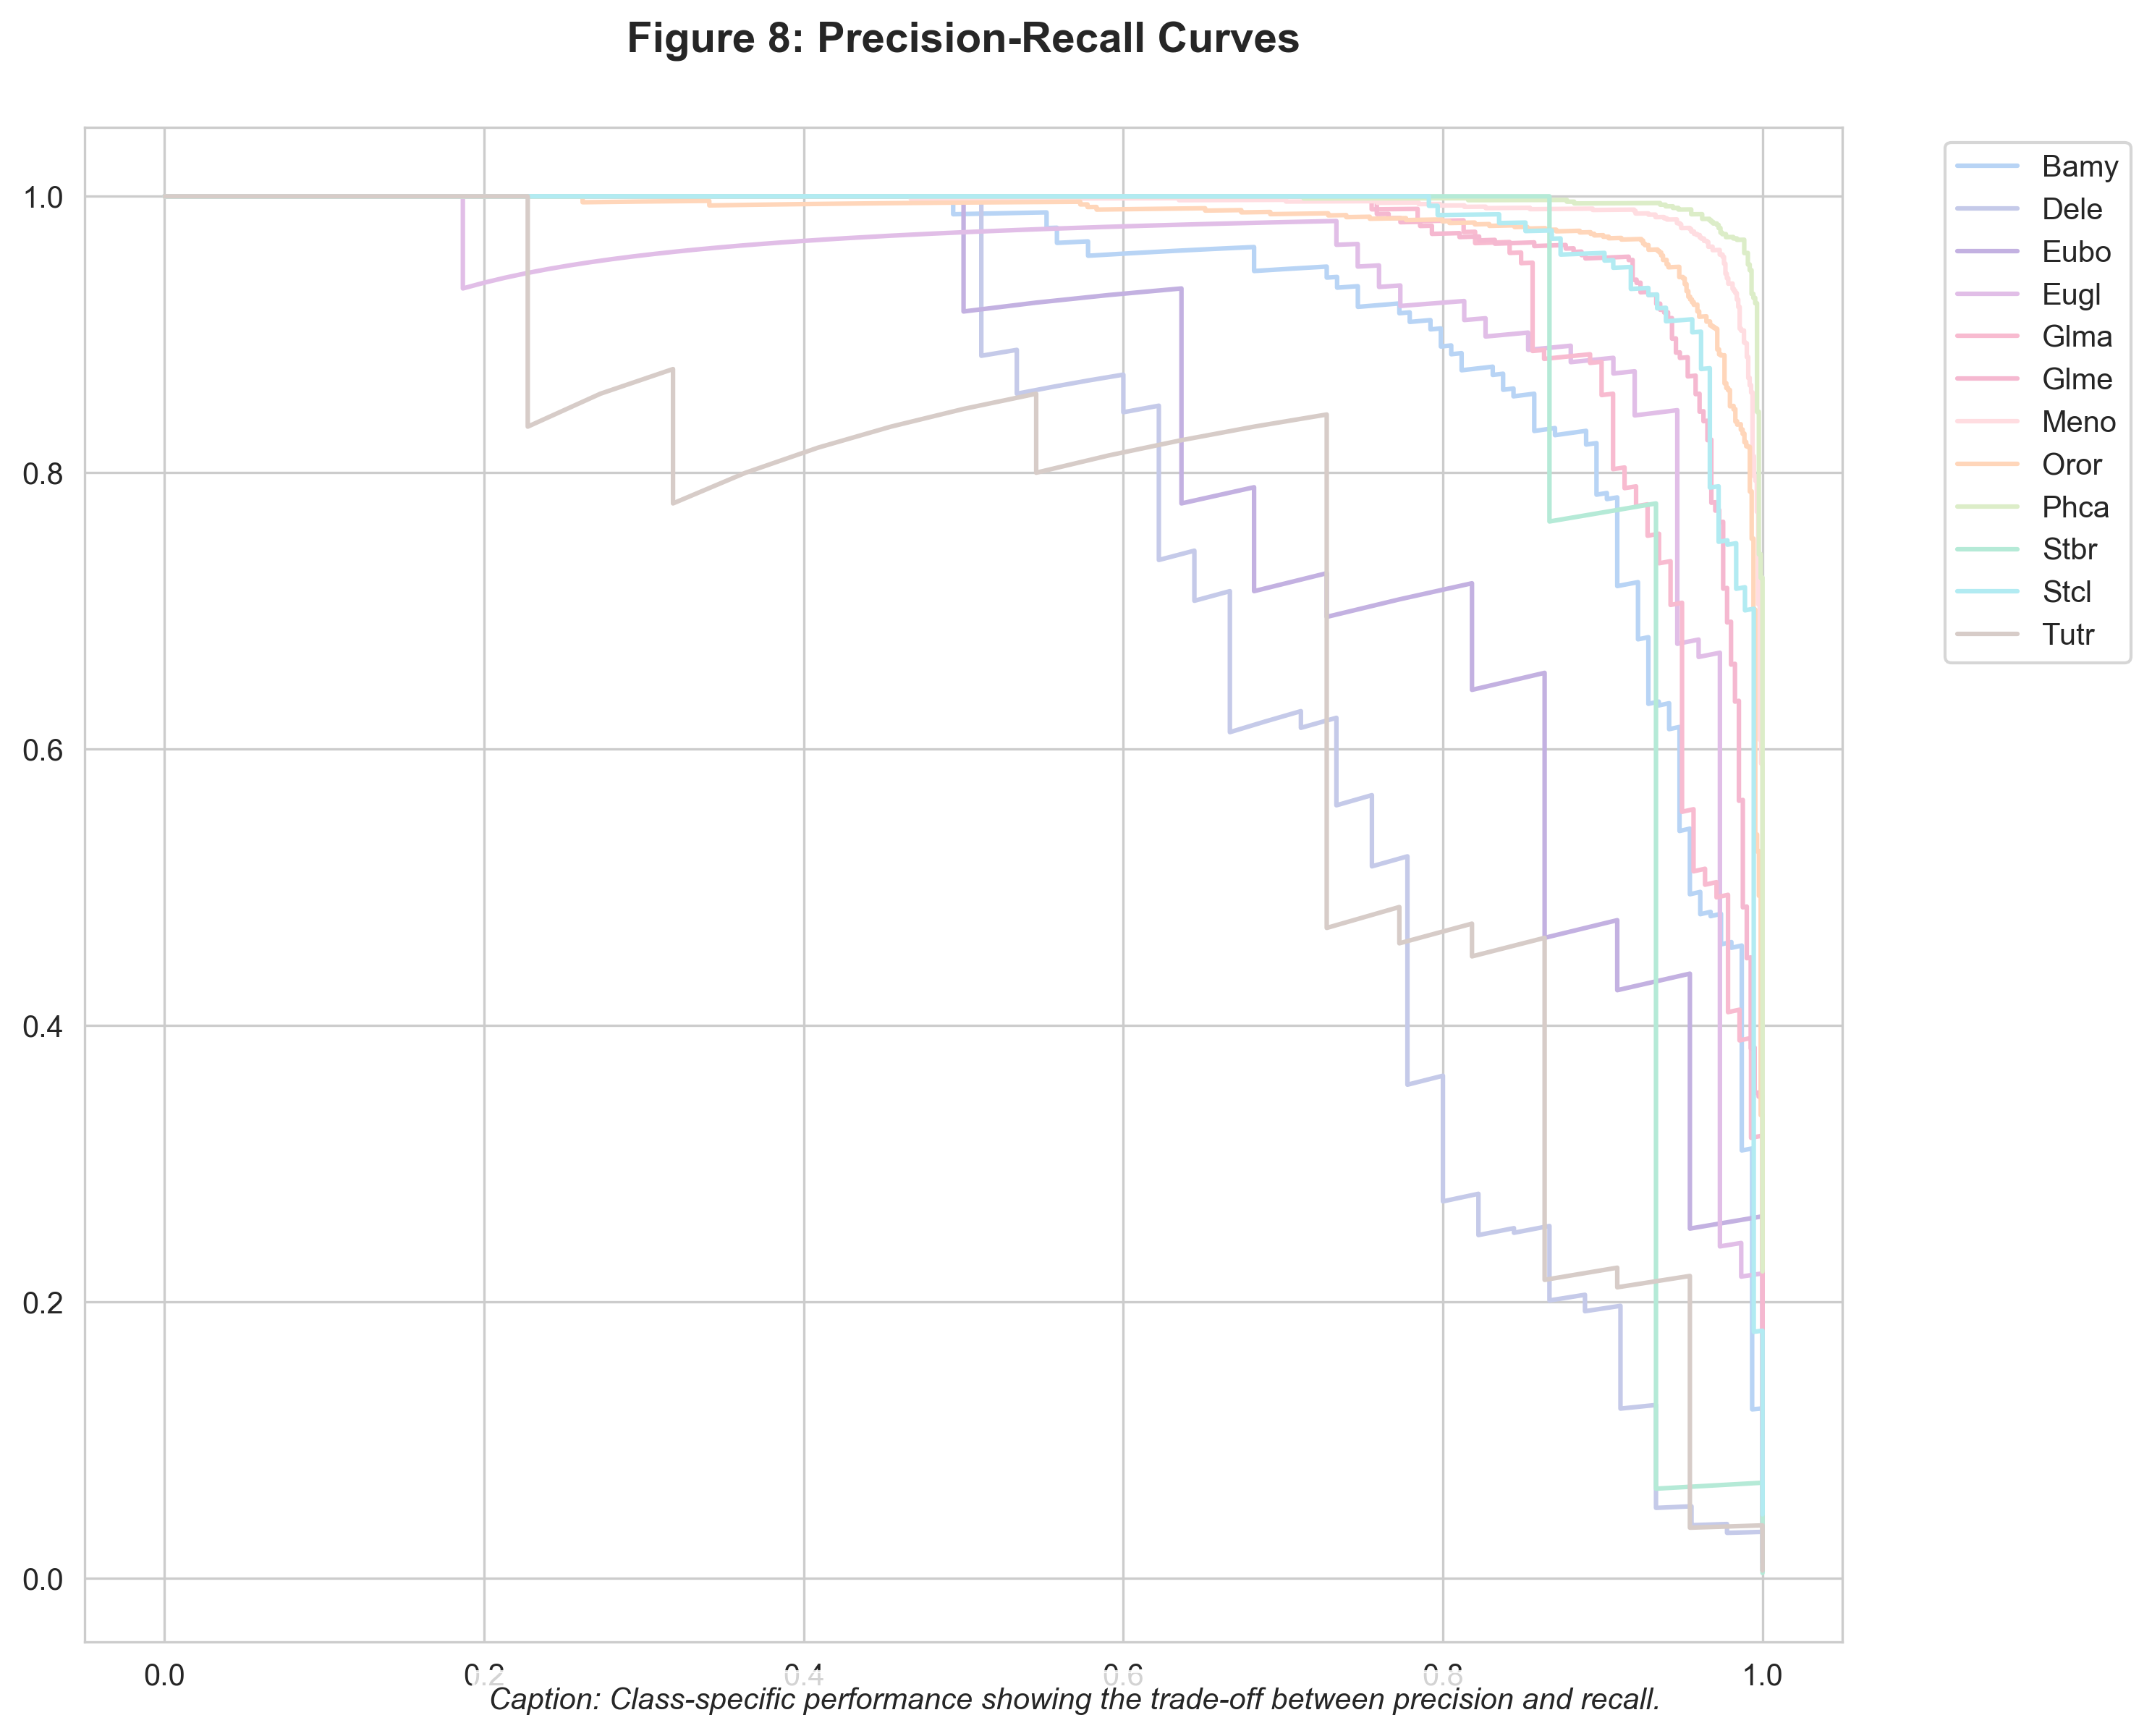 Figure 8: Precision-Recall Curves
1.0
0.8
0.6
0.4
0.2
0.0
0.0 0.2 0.4 0.6 0.8 1.0
Caption: Class-specific performance showing the trade-off between precision and recall.
Bamy
Dele
Eubo
Eugl
Glma
Glme
Meno
Oror
Phca
Stbr
Stcl
Tutr